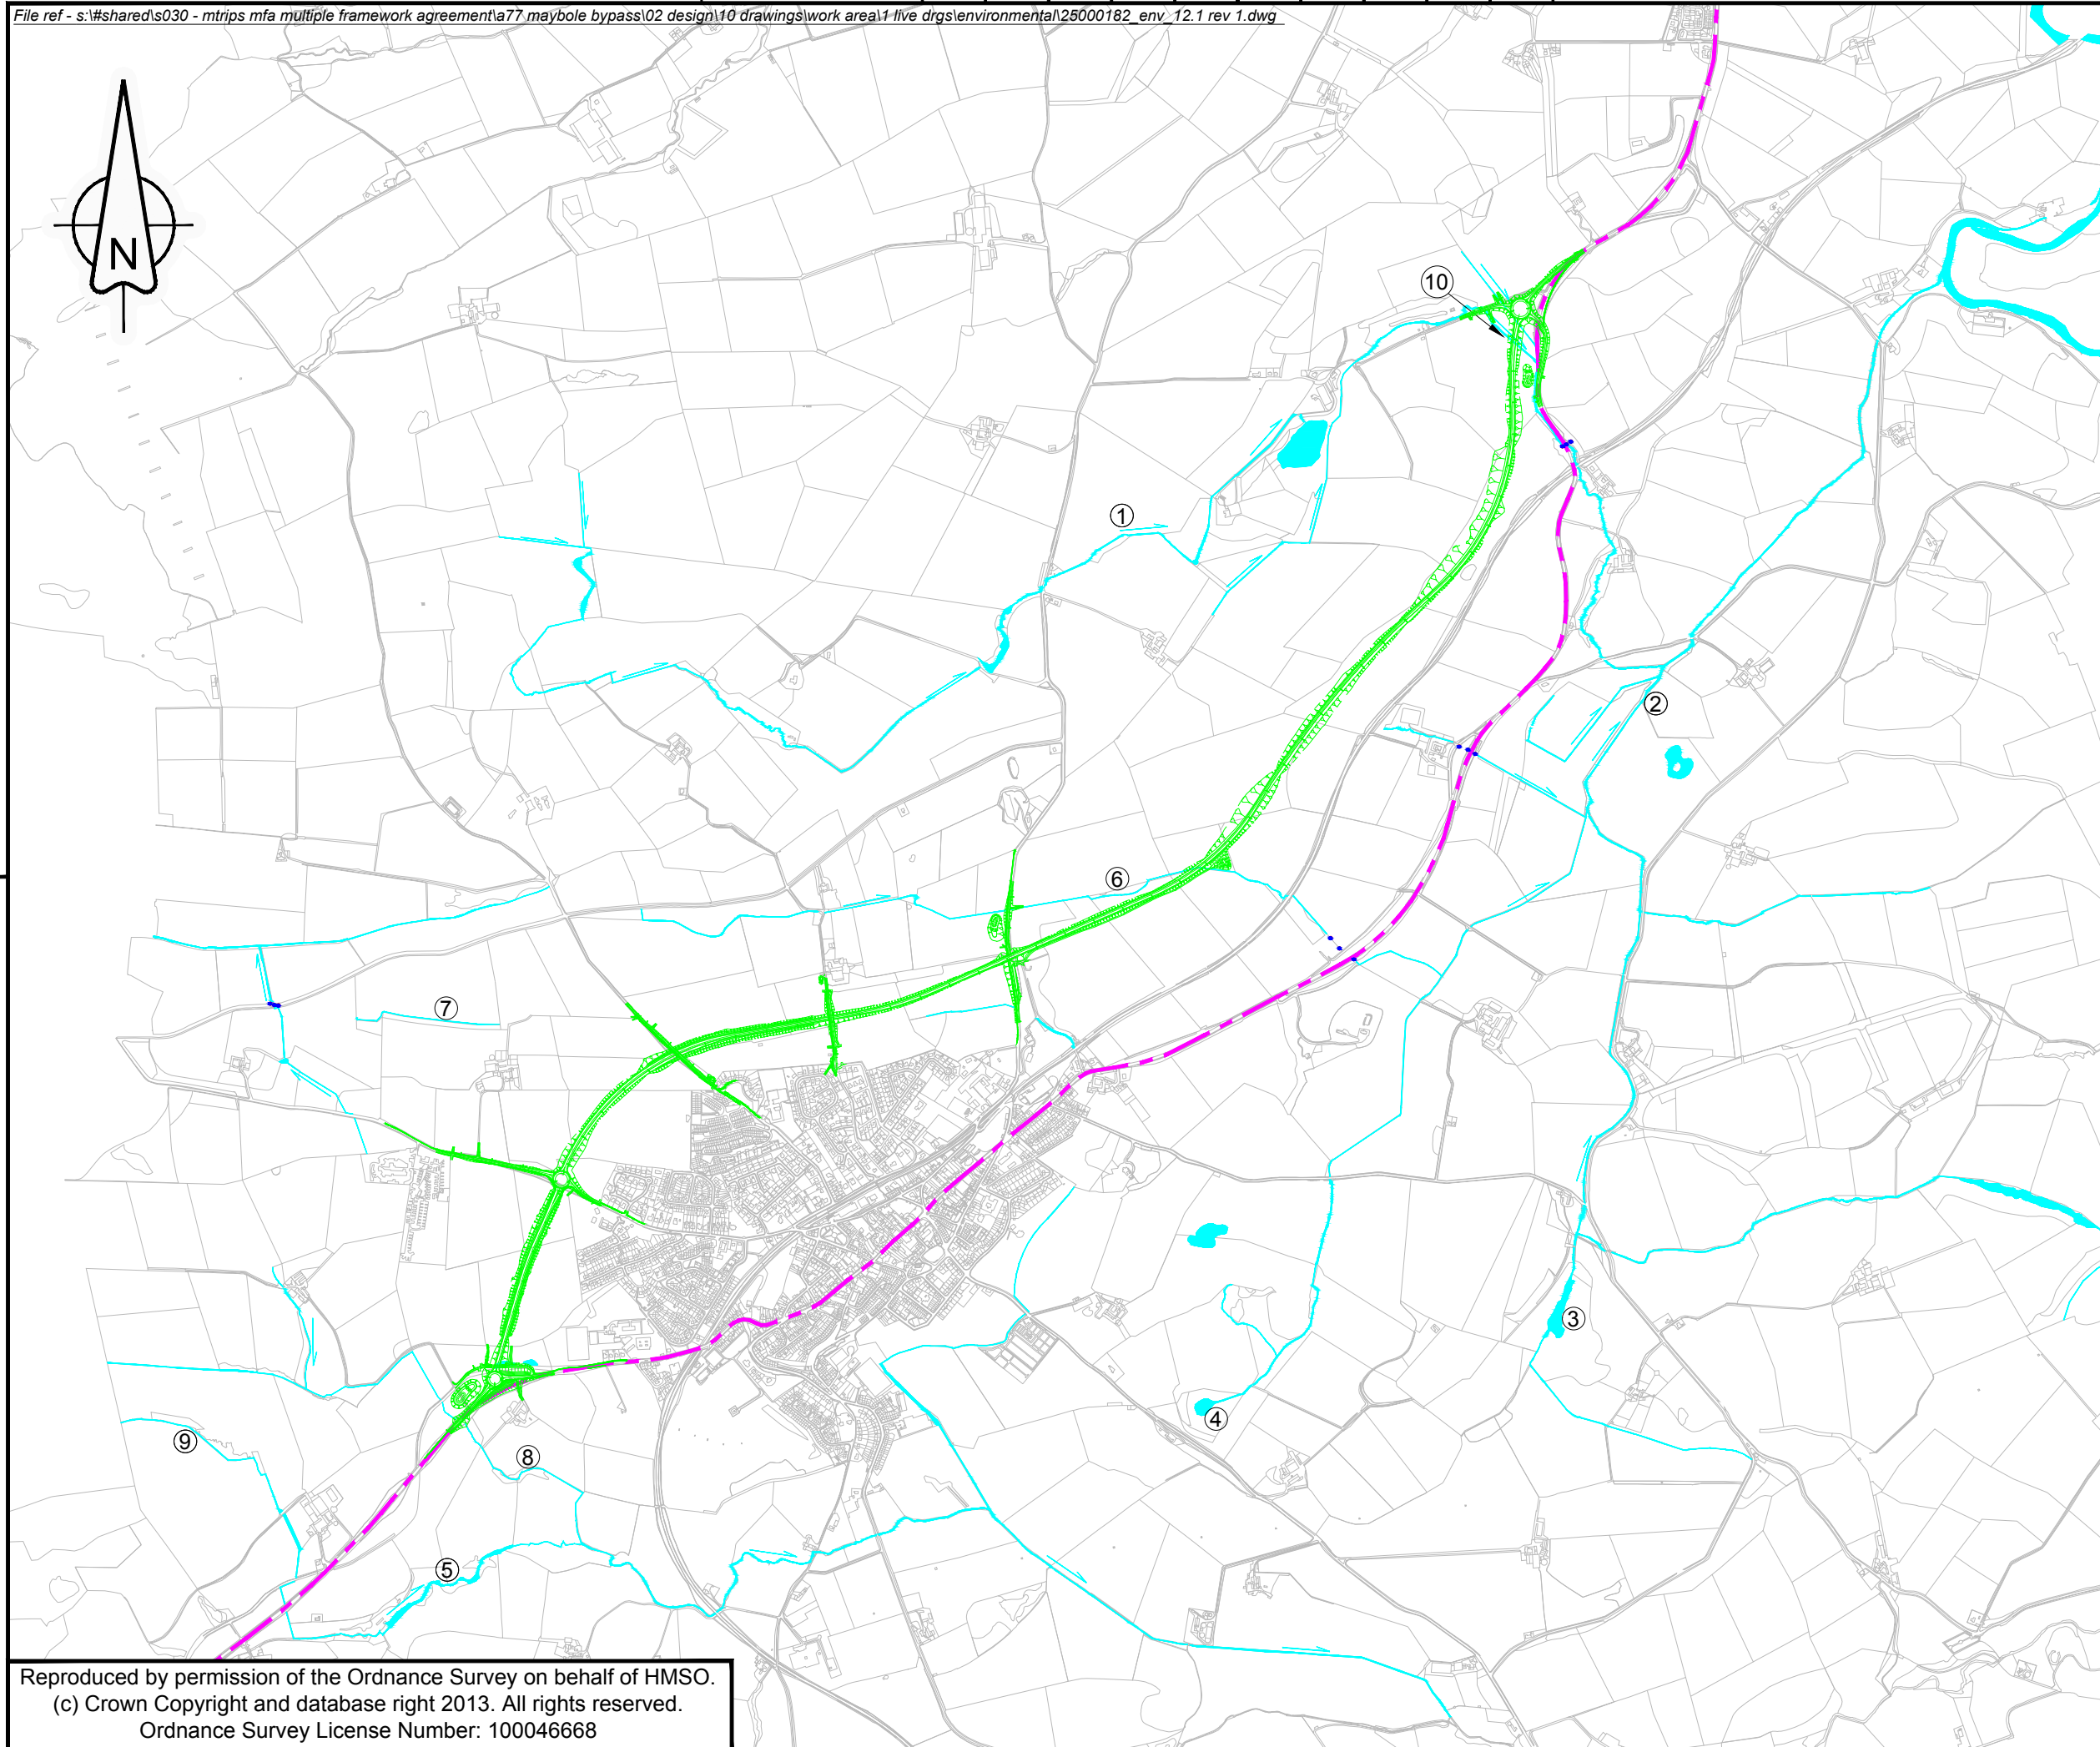 File ref - s:\#shared\s030 - mtrips mfa multiple framework agreement\a77 maybole bypass\02 design\10 drawings\work area\1 live drgs\environmental\25000182_env_12.1 rev 1.dwg
N
10
1
2
6
7
3
4
9
8
5
Reproduced by permission of the Ordnance Survey on behalf of HMSO.
(c) Crown Copyright and database right 2013. All rights reserved.
Ordnance Survey License Number: 100046668